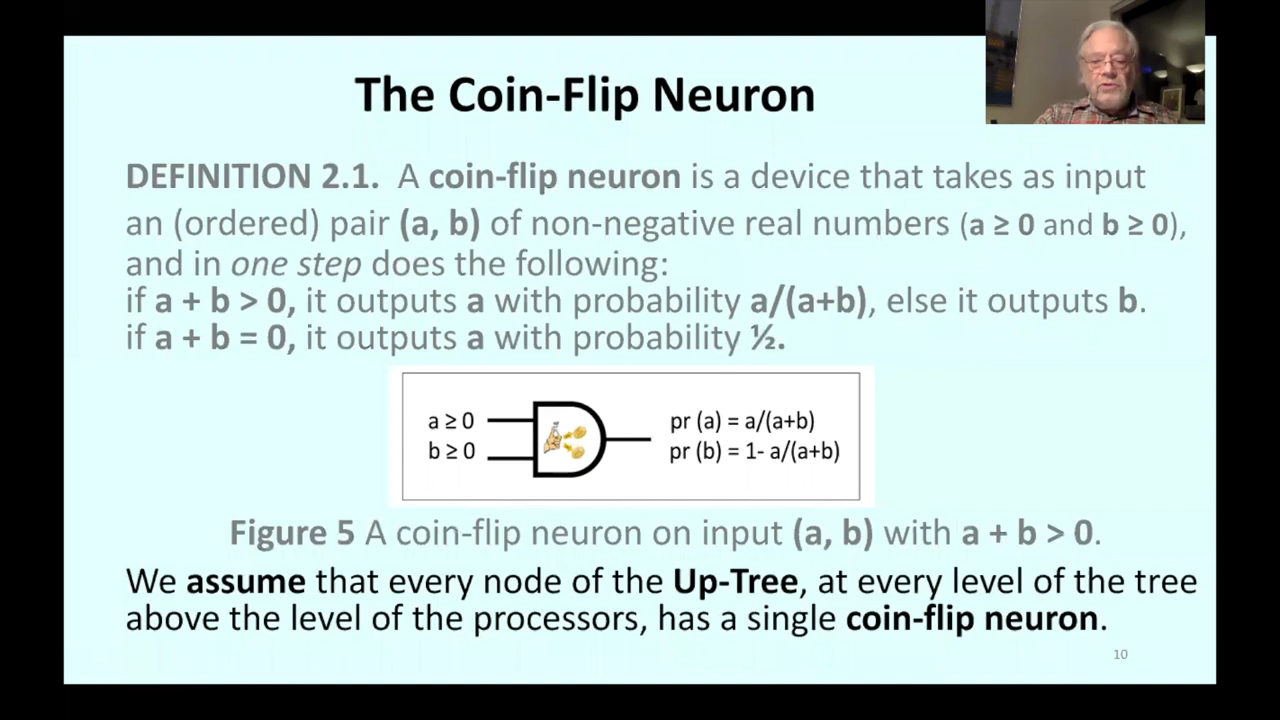 The Coin-Flip Neuron
DEFINITION 2.1. A coin-flip neuron is a device that takes as input
an (ordered) pair (a, b) of non-negative real numbers (a ≥ 0 and b ≥ 0),
and in one step does the following:
if a + b > 0, it outputs a with probability a/(a+b), else it outputs b.
if a + b = 0, it outputs a with probability ½.
a ≥ 0
b ≥ 0
pr (a) = a/(a+b)
pr (b) = 1- a/(a+b)
Figure 5 A coin-flip neuron on input (a, b) with a + b > 0.
We assume that every node of the Up-Tree, at every level of the tree
above the level of the processors, has a single coin-flip neuron.
10